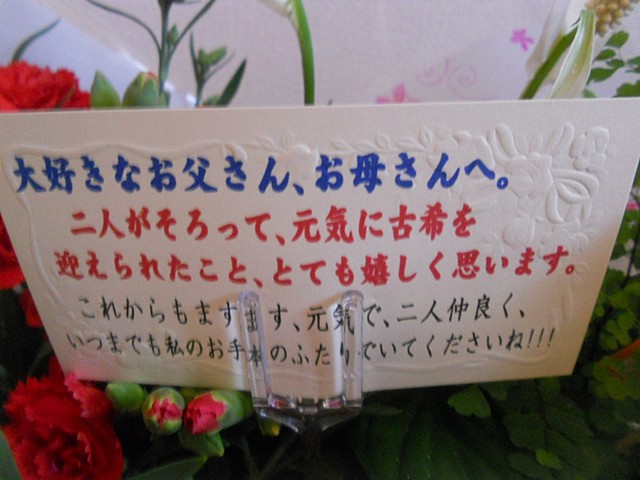 大好きなお父さん、お母さんへ。
二人がそろって、元気に古希を
迎えられたこと、とても嬉しく思います。
これからもますます、元気で、二人仲良く、
いつまでも私のお手本のふたりでいてくださいね!!!